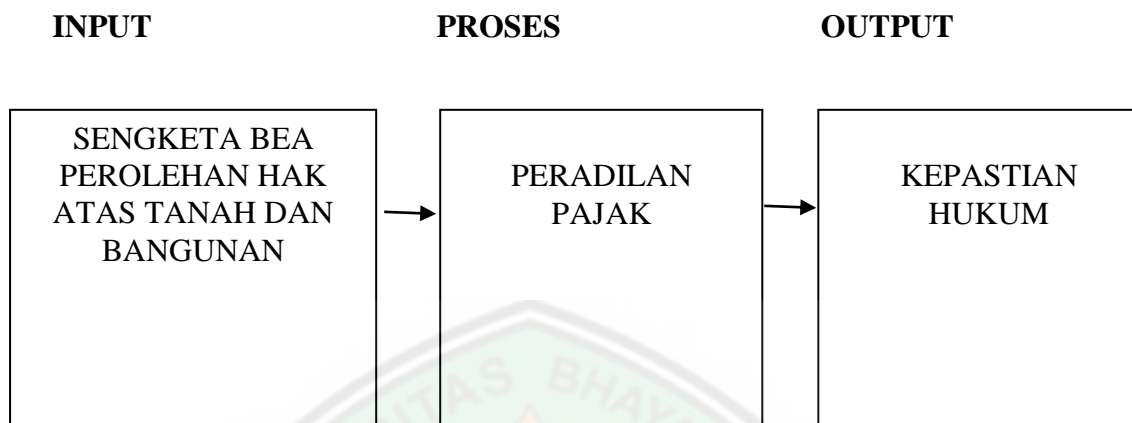 INPUT PROSES OUTPUT
SENGKETA BEA
PEROLEHAN HAK
ATAS TANAH DAN
BANGUNAN
PERADILAN
PAJAK
KEPASTIAN
HUKUM